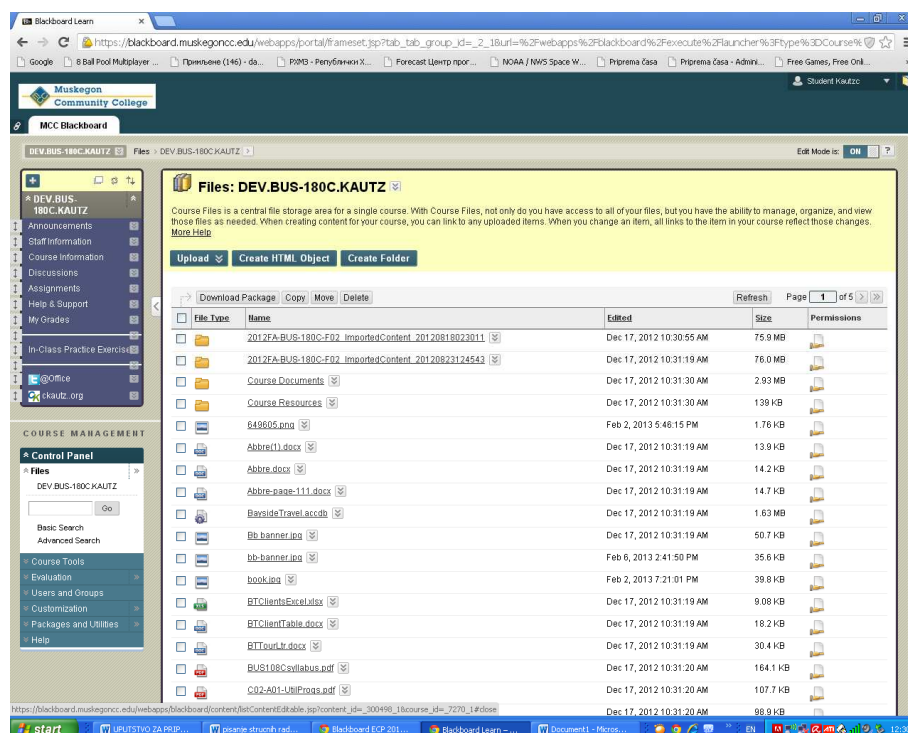 Blackboard Learn
https://blackboard.muskegoncc.edu/webapps/portal/frameset.jsp?tab_tab_group_id=_2_1&url=%2Fwebapps%2Fblackboard%2Fexecute%2Flauncher%3Ftype%3DCourse%
Google 8 Ball Pool Multiplayer ... Примљене (146) - da... РХМЗ - Републички Х... Forecast Центр прог... NOAA / NWS Space W... Priprema časa Priprema časa - Admini... Free Games, Free Onli...
Muskegon
Community College
Student Kautzc
MCC Blackboard
DEV.BUS-180C.KAUTZ Files > DEV.BUS-180C.KAUTZ Edit Mode is: ON ?
DEV.BUS-
180C.KAUTZ
Announcements
Staff Information
Course Information
Discussions
Assignments
Help & Support
My Grades
In-Class Practice Exercise
@Office
ckautz.org
COURSE MANAGEMENT
Control Panel
Files
DEV.BUS-180C.KAUTZ
Go
Basic Search
Advanced Search
Course Tools
Evaluation
Users and Groups
Customization
Packages and Utilities
Help
Files: DEV.BUS-180C.KAUTZ
Course Files is a central file storage area for a single course. With Course Files, not only do you have access to all of your files, but you have the ability to manage, organize, and view
those files as needed. When creating content for your course, you can link to any uploaded items. When you change an item, all links to the item in your course reflect those changes.
More Help
Upload Create HTML Object Create Folder
Download Package Copy Move Delete Refresh Page 1 of 5
File Type Name Edited Size Permissions
2012FA-BUS-180C-F02_ImportedContent_20120818023011 Dec 17, 2012 10:30:55 AM 75.9 MB
2012FA-BUS-180C-F02_ImportedContent_20120823124543 Dec 17, 2012 10:31:19 AM 76.0 MB
Course Documents Dec 17, 2012 10:31:30 AM 2.93 MB
Course Resources Dec 17, 2012 10:31:30 AM 139 KB
649605.png Feb 2, 2013 5:46:15 PM 1.76 KB
Abbre(1).docx Dec 17, 2012 10:31:19 AM 13.9 KB
Abbre.docx Dec 17, 2012 10:31:19 AM 14.2 KB
Abbre-page-111.docx Dec 17, 2012 10:31:19 AM 14.7 KB
BaysideTravel.accdb Dec 17, 2012 10:31:19 AM 1.63 MB
Bb banner.jpg Dec 17, 2012 10:31:19 AM 50.7 KB
bb-banner.jpg Feb 6, 2013 2:41:50 PM 35.6 KB
book.jpg Feb 2, 2013 7:21:01 PM 39.8 KB
BTClientsExcel.xlsx Dec 17, 2012 10:31:19 AM 9.08 KB
BTClientTable.docx Dec 17, 2012 10:31:19 AM 18.2 KB
BTTourLtr.docx Dec 17, 2012 10:31:19 AM 30.4 KB
BUS108Csyllabus.pdf Dec 17, 2012 10:31:20 AM 164.1 KB
C02-A01-UtilProgs.pdf Dec 17, 2012 10:31:20 AM 107.7 KB
Dec 17, 2012 10:31:20 AM 98.9 KB
https://blackboard.muskegoncc.edu/webapps/blackboard/content/listContentEditable.jsp?content_id=_300498_1&course_id=_7270_1#close
start UPUTSTVO ZA PRIP... pisanje strucnih rad... Blackboard ECP 201... Blackboard Learn – ... Document1 - Micros... EN